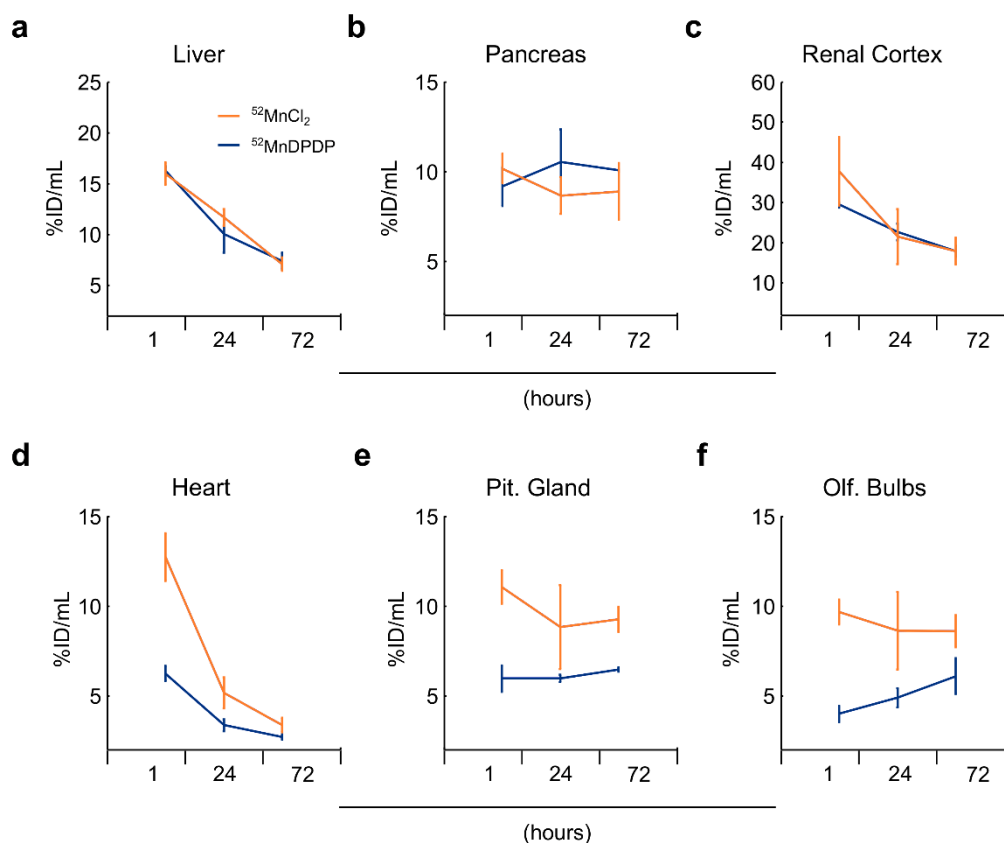 a
Liver
%ID/mL
25
20
15
10
5
⁵²MnCl₂
⁵²MnDPDP
1 24 72
b
Pancreas
%ID/mL
15
10
5
1 24 72
c
Renal Cortex
%ID/mL
60
50
40
30
20
10
1 24 72
(hours)
d
Heart
%ID/mL
15
10
5
1 24 72
e
Pit. Gland
%ID/mL
15
10
5
1 24 72
f
Olf. Bulbs
%ID/mL
15
10
5
1 24 72
(hours)